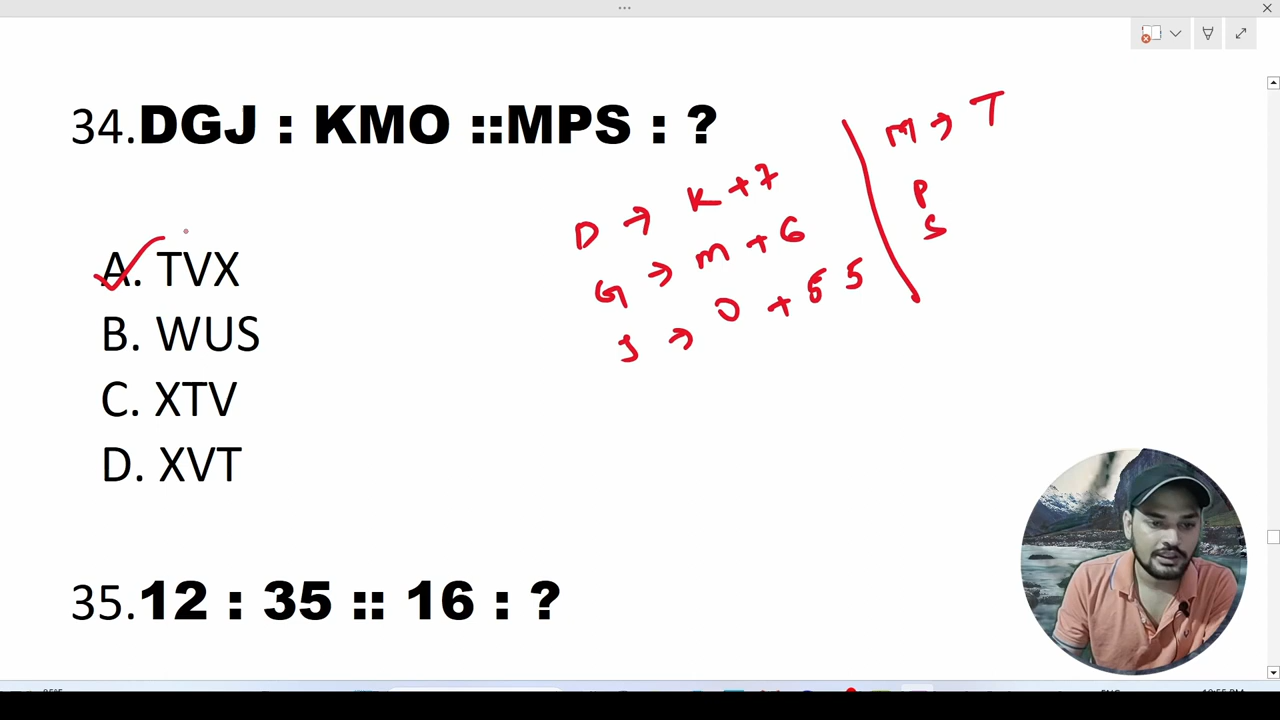 34.DGJ : KMO ::MPS : ?
A. TVX
B. WUS
C. XTV
D. XVT
D → K + 7
G → m + 6
J → O + 5
M → T
P
S
35.12 : 35 :: 16 : ?